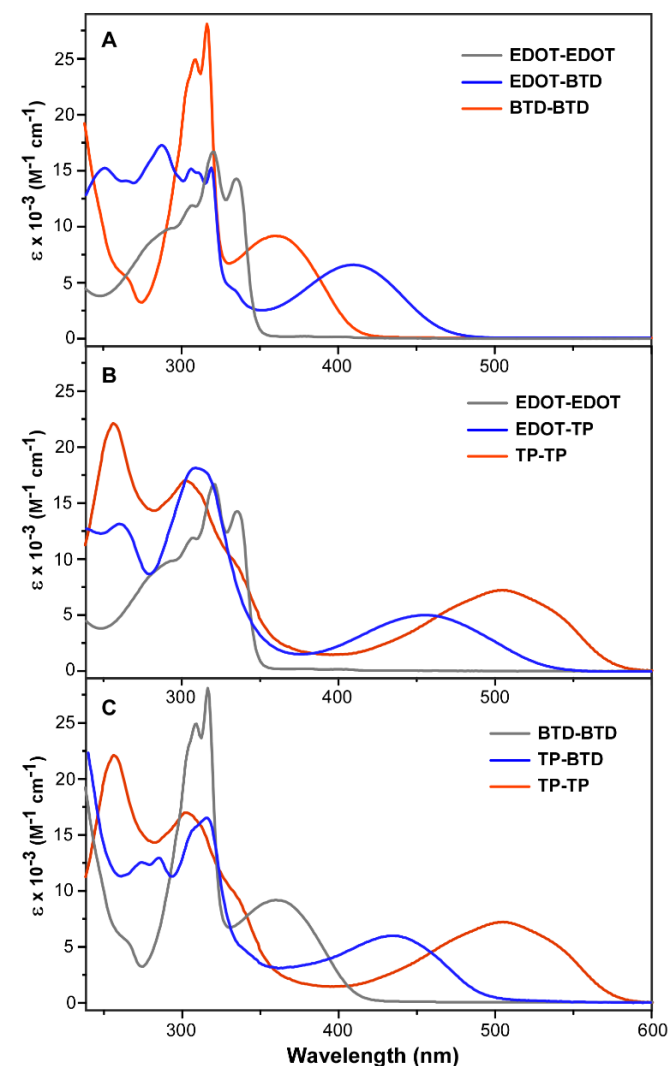 A
EDOT-EDOT
EDOT-BTD
BTD-BTD
25
20
15
10
5
0
ε x 10⁻³ (M⁻¹ cm⁻¹)
300 400 500
B
EDOT-EDOT
EDOT-TP
TP-TP
25
20
15
10
5
0
ε x 10⁻³ (M⁻¹ cm⁻¹)
300 400 500
C
BTD-BTD
TP-BTD
TP-TP
25
20
15
10
5
0
ε x 10⁻³ (M⁻¹ cm⁻¹)
300 400 500 600
Wavelength (nm)